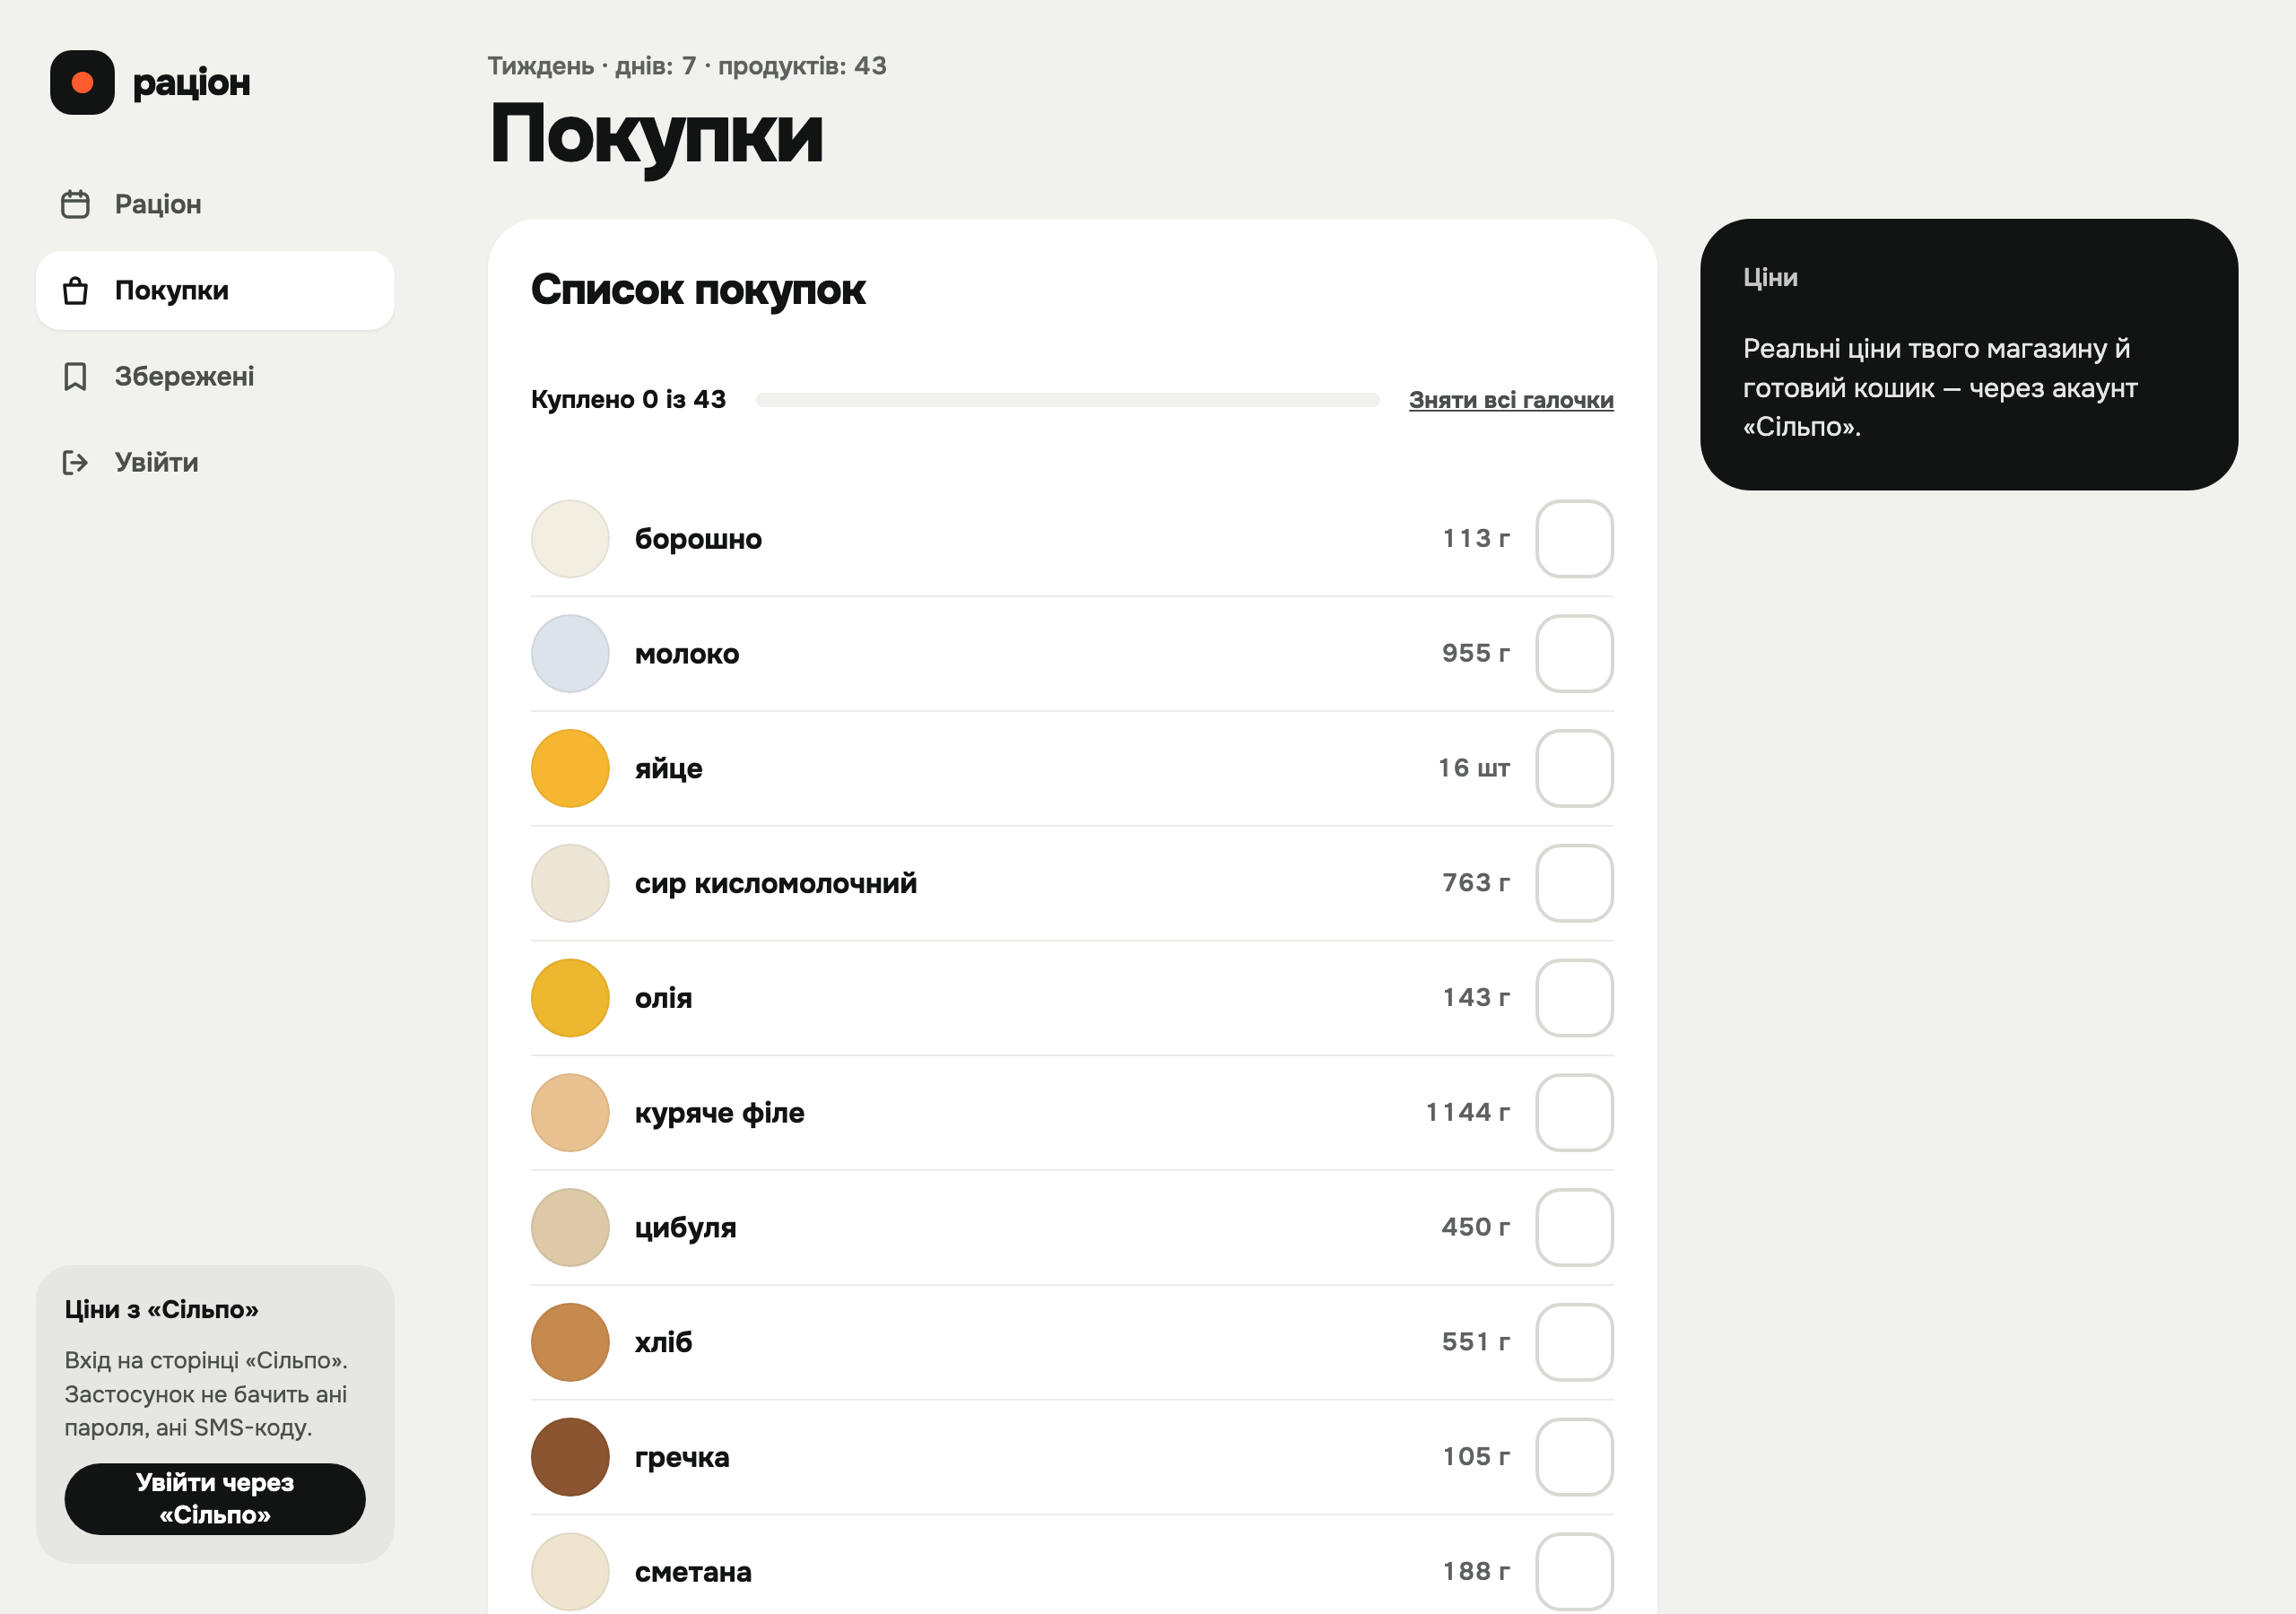 раціон
Раціон
Покупки
Збережені
Увійти
Ціни з «Сільпо»
Вхід на сторінці «Сільпо».
Застосунок не бачить ані
пароля, ані SMS-коду.
Увійти через
«Сільпо»
Тиждень · днів: 7 · продуктів: 43
Покупки
Список покупок
Куплено 0 із 43
Зняти всі галочки
борошно 113 г
молоко 955 г
яйце 16 шт
сир кисломолочний 763 г
олія 143 г
куряче філе 1144 г
цибуля 450 г
хліб 551 г
гречка 105 г
сметана 188 г
Ціни
Реальні ціни твого магазину й
готовий кошик — через акаунт
«Сільпо».